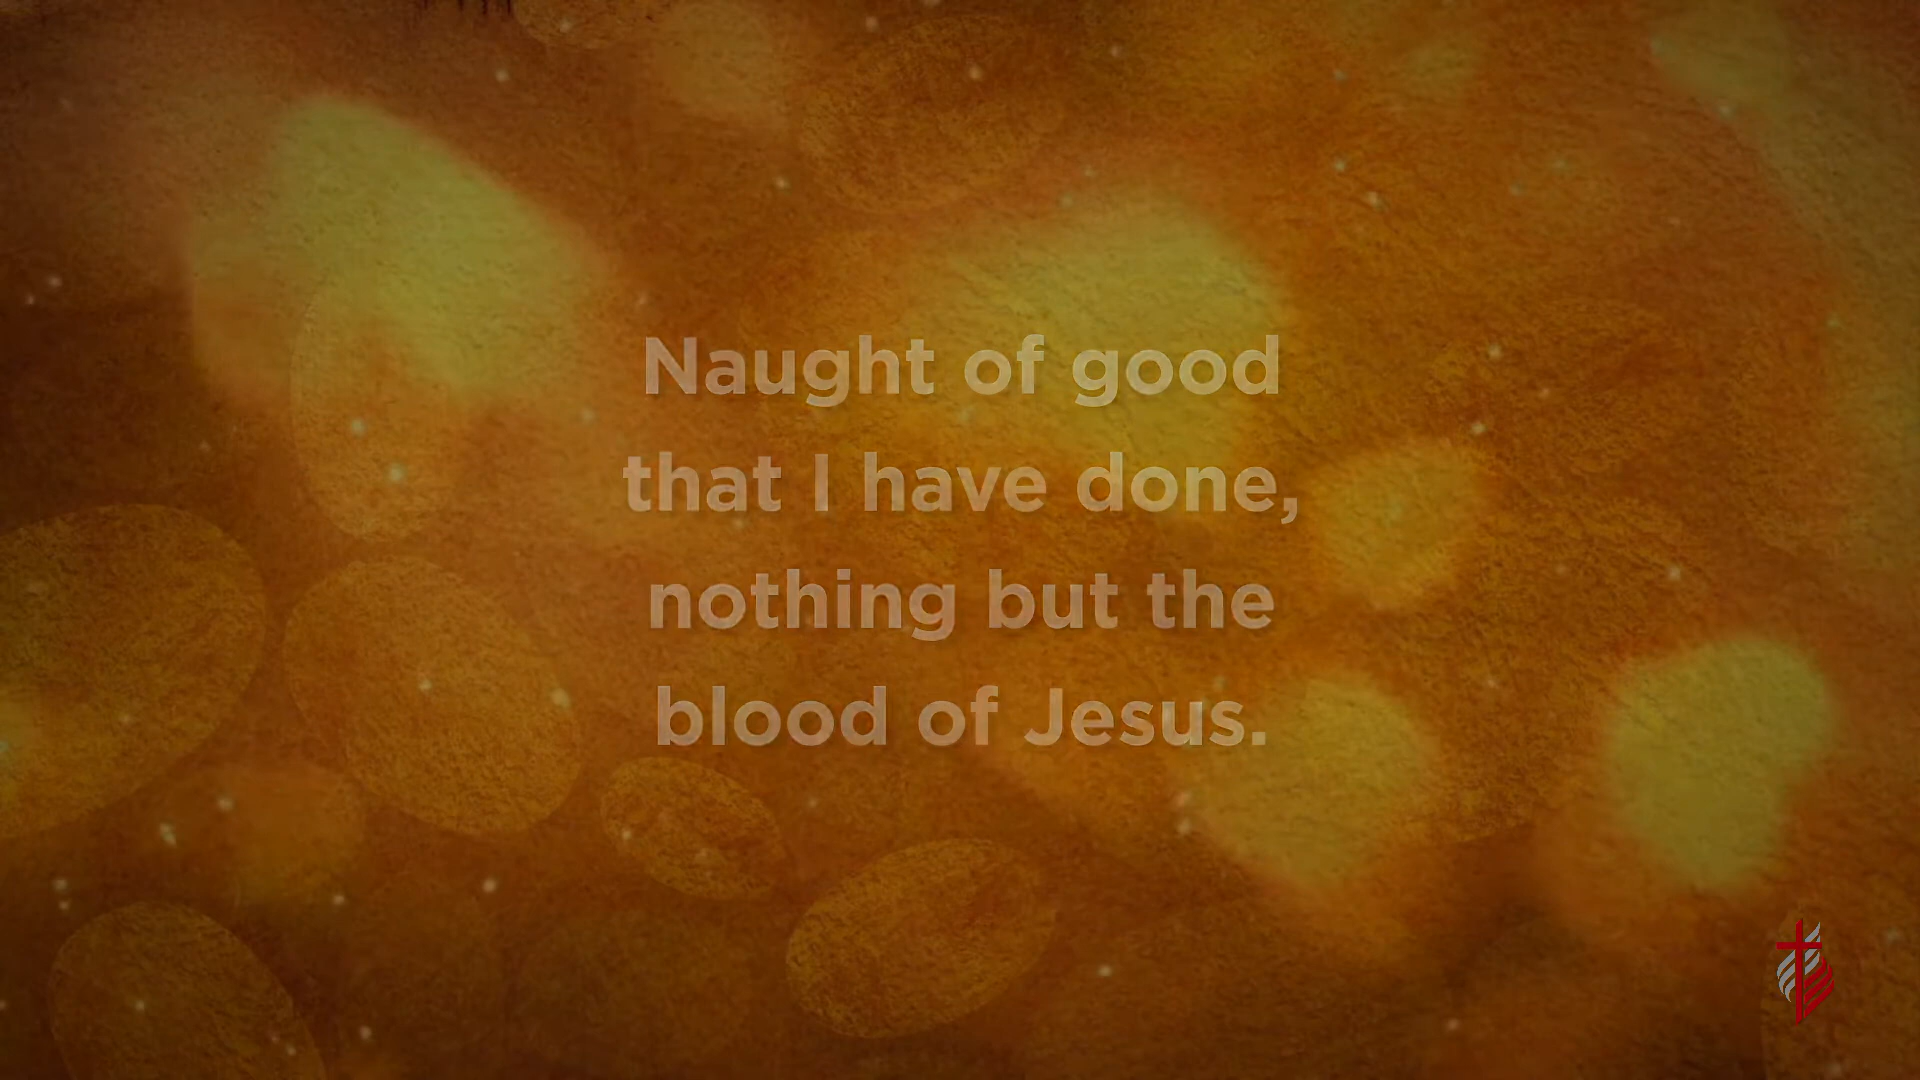 Naught of good
that I have done,
nothing but the
blood of Jesus.